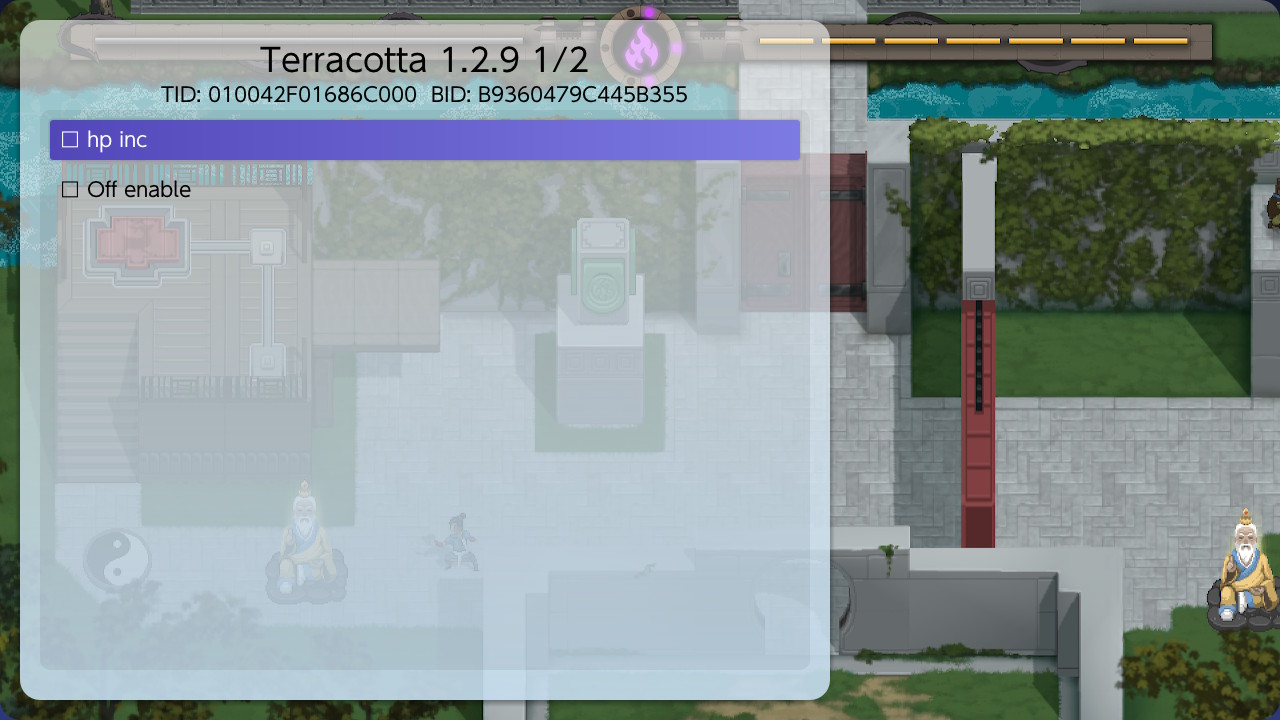 Terracotta 1.2.9 1/2
TID: 010042F01686C000 BID: B9360479C445B355
hp inc
Off enable